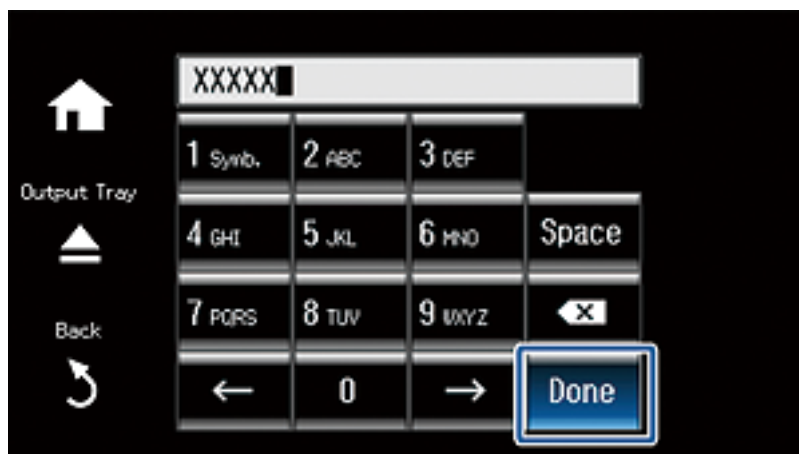 XXXXX
1 Symb. 2 ABC 3 DEF
Output Tray
4 GHI 5 JKL 6 MNO Space
7 PQRS 8 TUV 9 WXYZ
Back
← 0 → Done